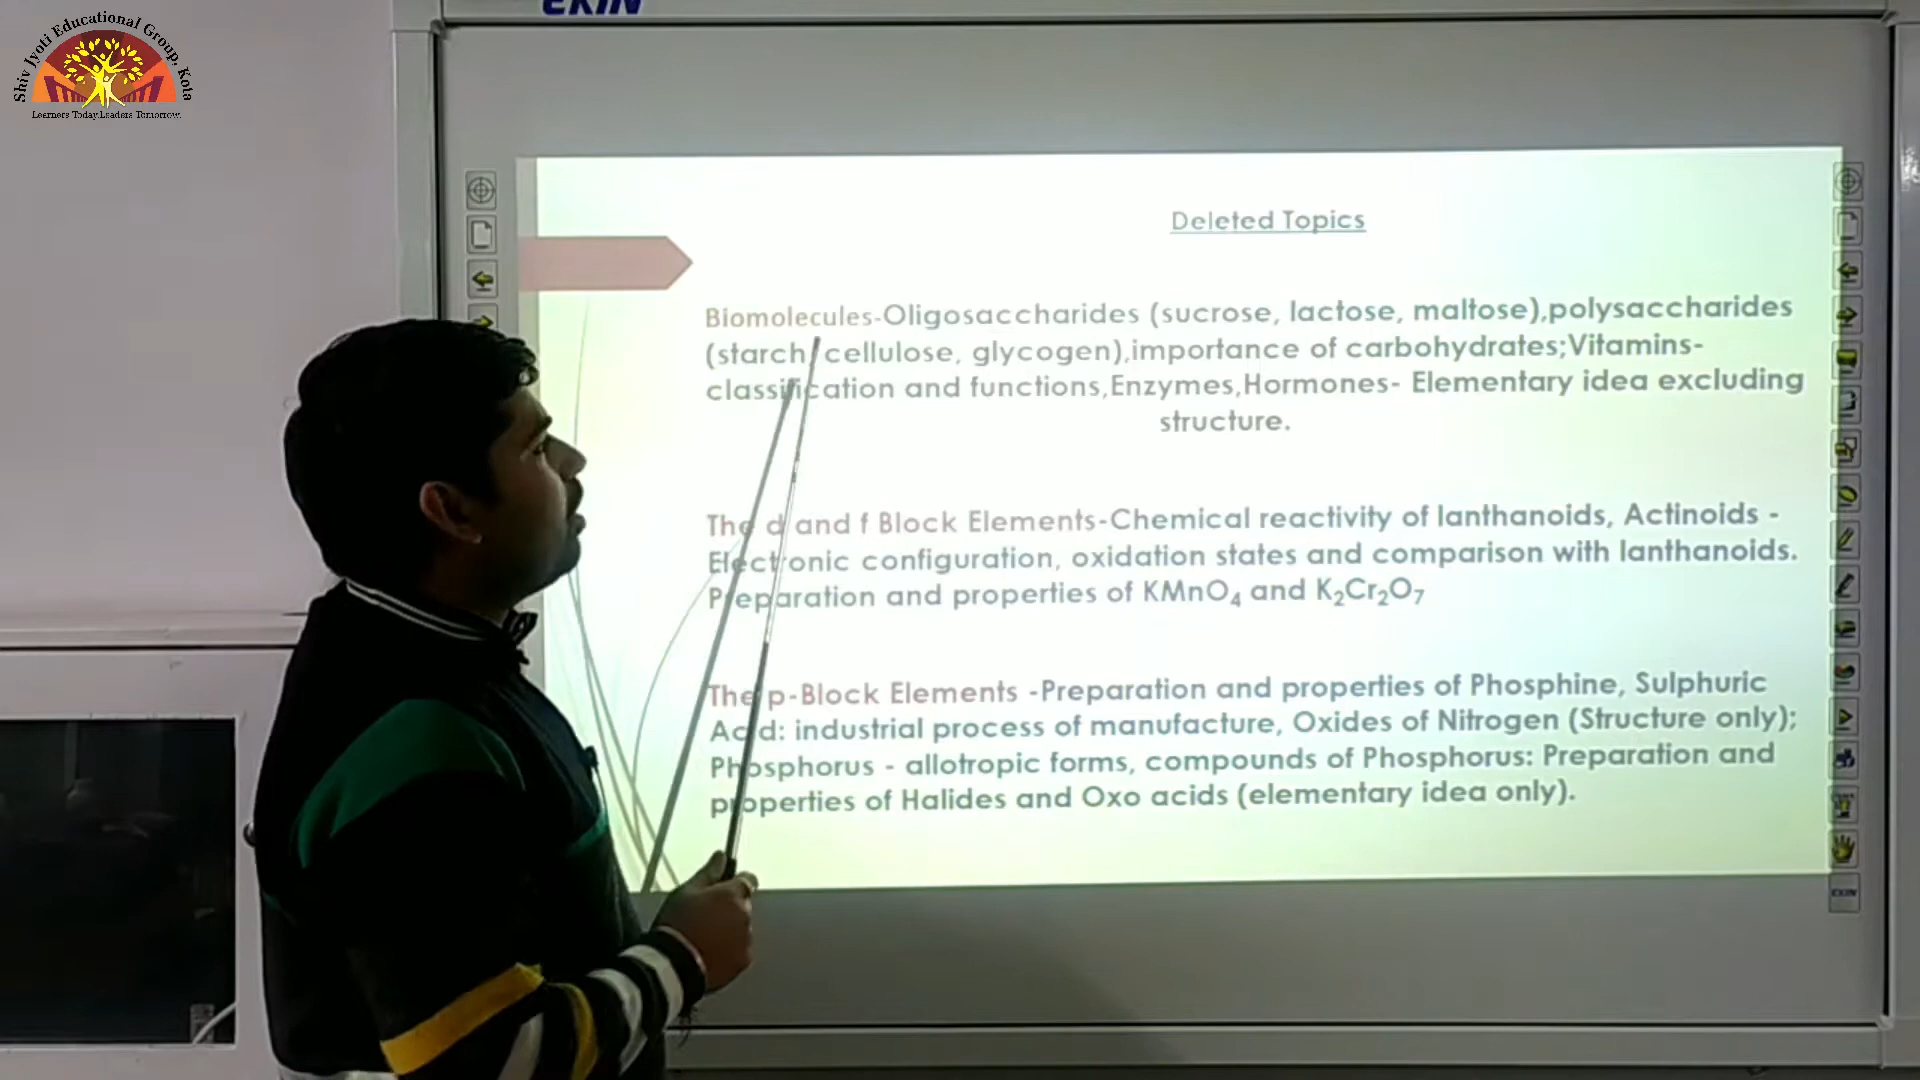 EKIN
Shiv Jyoti Educational Group, Kota
Learners Today.Leaders Tomorrow.
Deleted Topics
Biomolecules-Oligosaccharides (sucrose, lactose, maltose),polysaccharides
(starch, cellulose, glycogen),importance of carbohydrates;Vitamins-
classification and functions,Enzymes,Hormones- Elementary idea excluding
structure.
The d and f Block Elements-Chemical reactivity of lanthanoids, Actinoids -
Electronic configuration, oxidation states and comparison with lanthanoids.
Preparation and properties of KMnO₄ and K₂Cr₂O₇
The p-Block Elements -Preparation and properties of Phosphine, Sulphuric
Acid: industrial process of manufacture, Oxides of Nitrogen (Structure only);
Phosphorus - allotropic forms, compounds of Phosphorus: Preparation and
properties of Halides and Oxo acids (elementary idea only).
EKIN